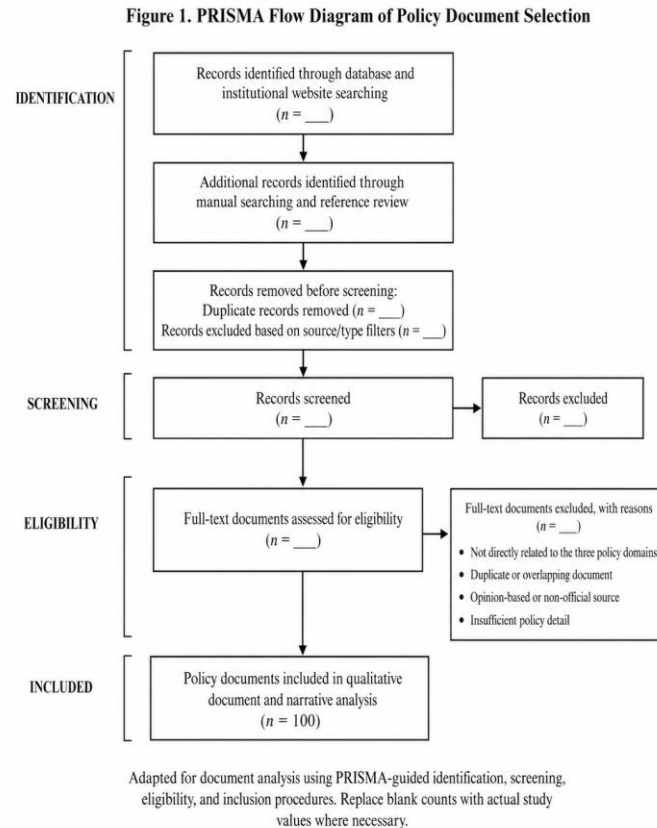 Figure 1. PRISMA Flow Diagram of Policy Document Selection
IDENTIFICATION
Records identified through database and
institutional website searching
(n = ___)
Additional records identified through
manual searching and reference review
(n = ___)
Records removed before screening:
Duplicate records removed (n = ___)
Records excluded based on source/type filters (n = ___)
SCREENING
Records screened
(n = ___)
Records excluded
(n = ___)
ELIGIBILITY
Full-text documents assessed for eligibility
(n = ___)
Full-text documents excluded, with reasons
(n = ___)
• Not directly related to the three policy domains
• Duplicate or overlapping document
• Opinion-based or non-official source
• Insufficient policy detail
INCLUDED
Policy documents included in qualitative
document and narrative analysis
(n = 100)
Adapted for document analysis using PRISMA-guided identification, screening,
eligibility, and inclusion procedures. Replace blank counts with actual study
values where necessary.